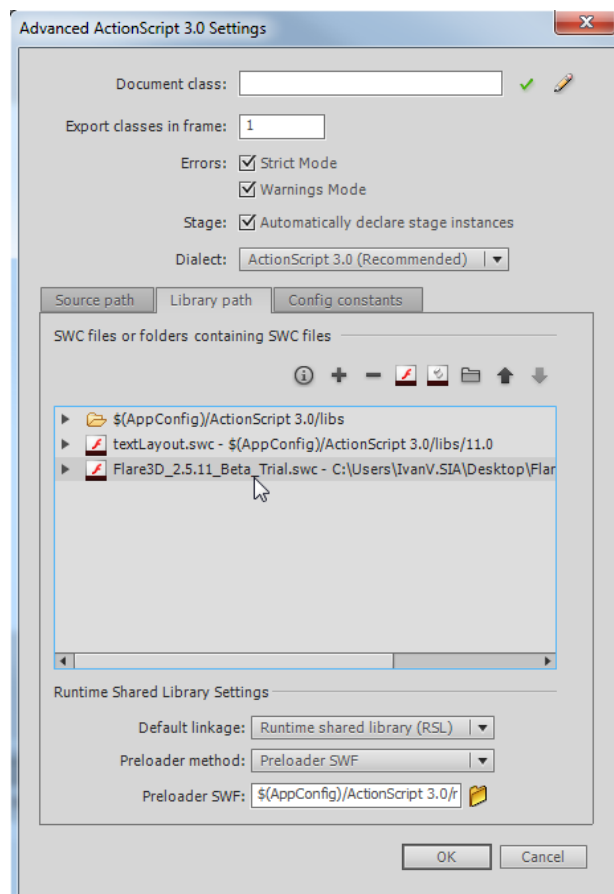 Advanced ActionScript 3.0 Settings
Document class:
Export classes in frame: 1
Errors: Strict Mode
Warnings Mode
Stage: Automatically declare stage instances
Dialect: ActionScript 3.0 (Recommended)
Source path Library path Config constants
SWC files or folders containing SWC files
$(AppConfig)/ActionScript 3.0/libs
textLayout.swc - $(AppConfig)/ActionScript 3.0/libs/11.0
Flare3D_2.5.11_Beta_Trial.swc - C:\Users\IvanV.SIA\Desktop\Flar
Runtime Shared Library Settings
Default linkage: Runtime shared library (RSL)
Preloader method: Preloader SWF
Preloader SWF: $(AppConfig)/ActionScript 3.0/r
OK Cancel